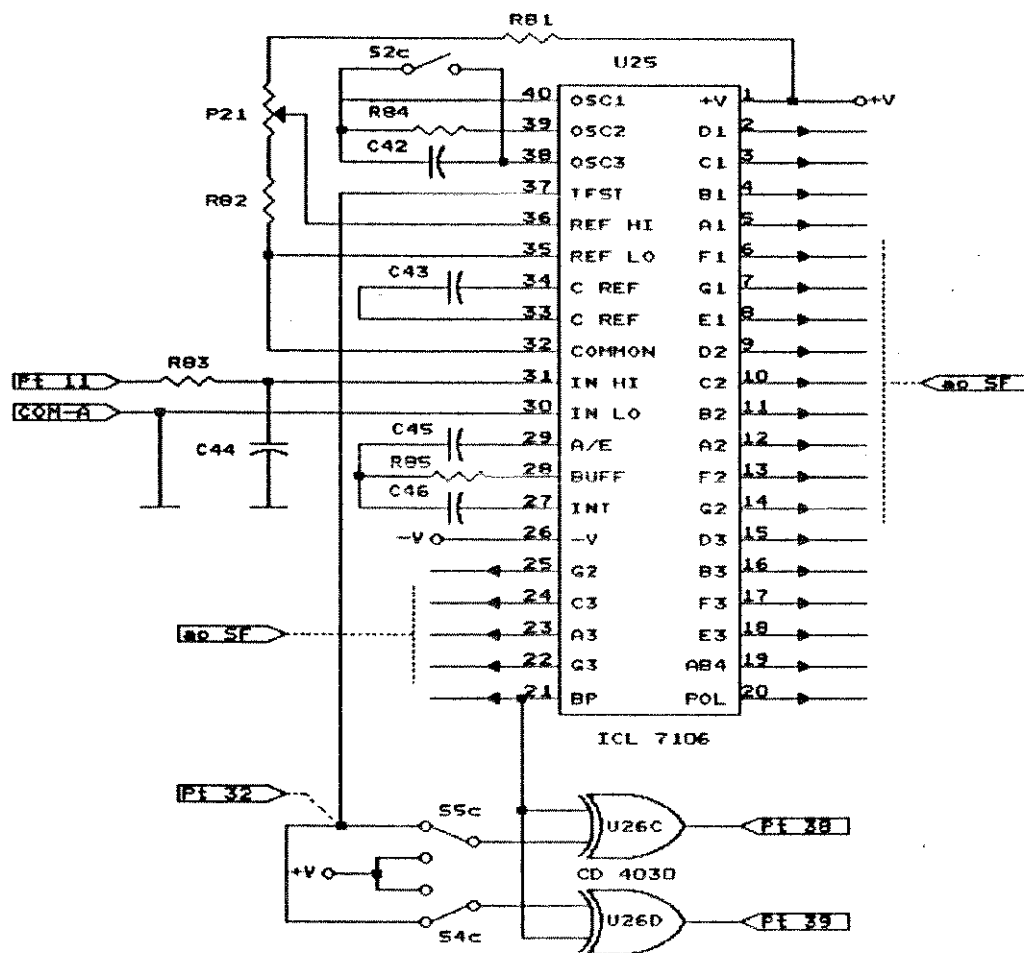 R81
S2c
U25
P21
R84
C42
R82
C43
R83
Pt 11
COM-A
C44
C45
R85
C46
-V
+V
40 OSC1 +V 1
39 OSC2 D1 2
38 OSC3 C1 3
37 TEST B1 4
36 REF HI A1 5
35 REF LO F1 6
34 C REF G1 7
33 C REF E1 8
32 COMMON D2 9
31 IN HI C2 10
30 IN LO B2 11
29 A/E A2 12
28 BUFF F2 13
27 INT G2 14
26 -V D3 15
25 G2 B3 16
24 C3 F3 17
23 A3 E3 18
22 G3 AB4 19
21 BP POL 20
ao SF
ao SF
ICL 7106
Pt 32
S5c
U26C
Pt 38
+V
CD 4030
S4c
U26D
Pt 39